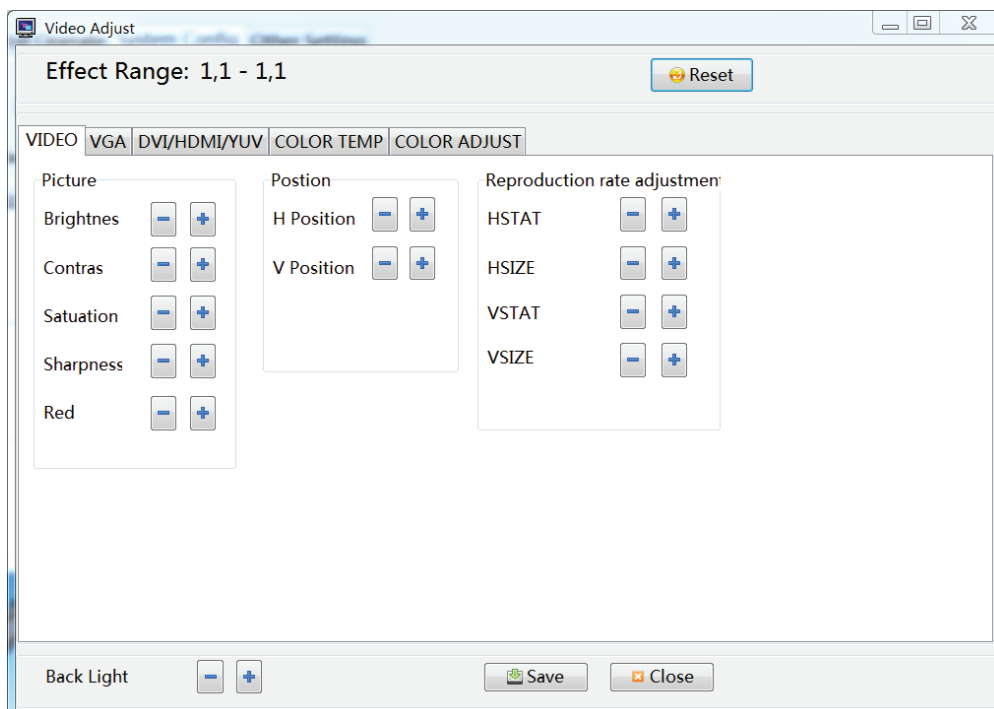 Video Adjust
Effect Range: 1,1 - 1,1
Reset
VIDEO VGA DVI/HDMI/YUV COLOR TEMP COLOR ADJUST
Picture
Brightnes
Contras
Satuation
Sharpness
Red
Postion
H Position
V Position
Reproduction rate adjustmen
HSTAT
HSIZE
VSTAT
VSIZE
Back Light
Save
Close